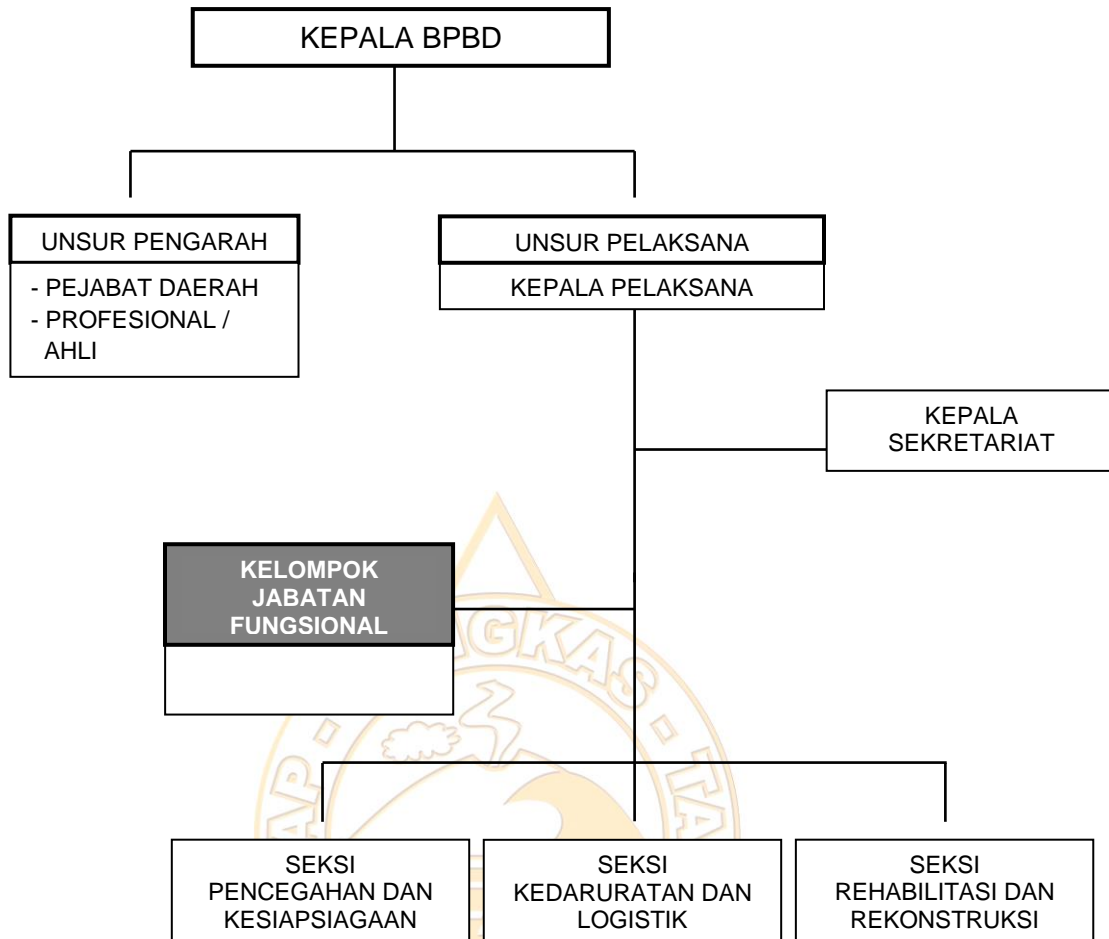 KEPALA BPBD
UNSUR PENGARAH
- PEJABAT DAERAH
- PROFESIONAL /
AHLI
UNSUR PELAKSANA
KEPALA PELAKSANA
KEPALA
SEKRETARIAT
KELOMPOK
JABATAN
FUNGSIONAL
SEKSI
PENCEGAHAN DAN
KESIAPSIAGAAN
SEKSI
KEDARURATAN DAN
LOGISTIK
SEKSI
REHABILITASI DAN
REKONSTRUKSI